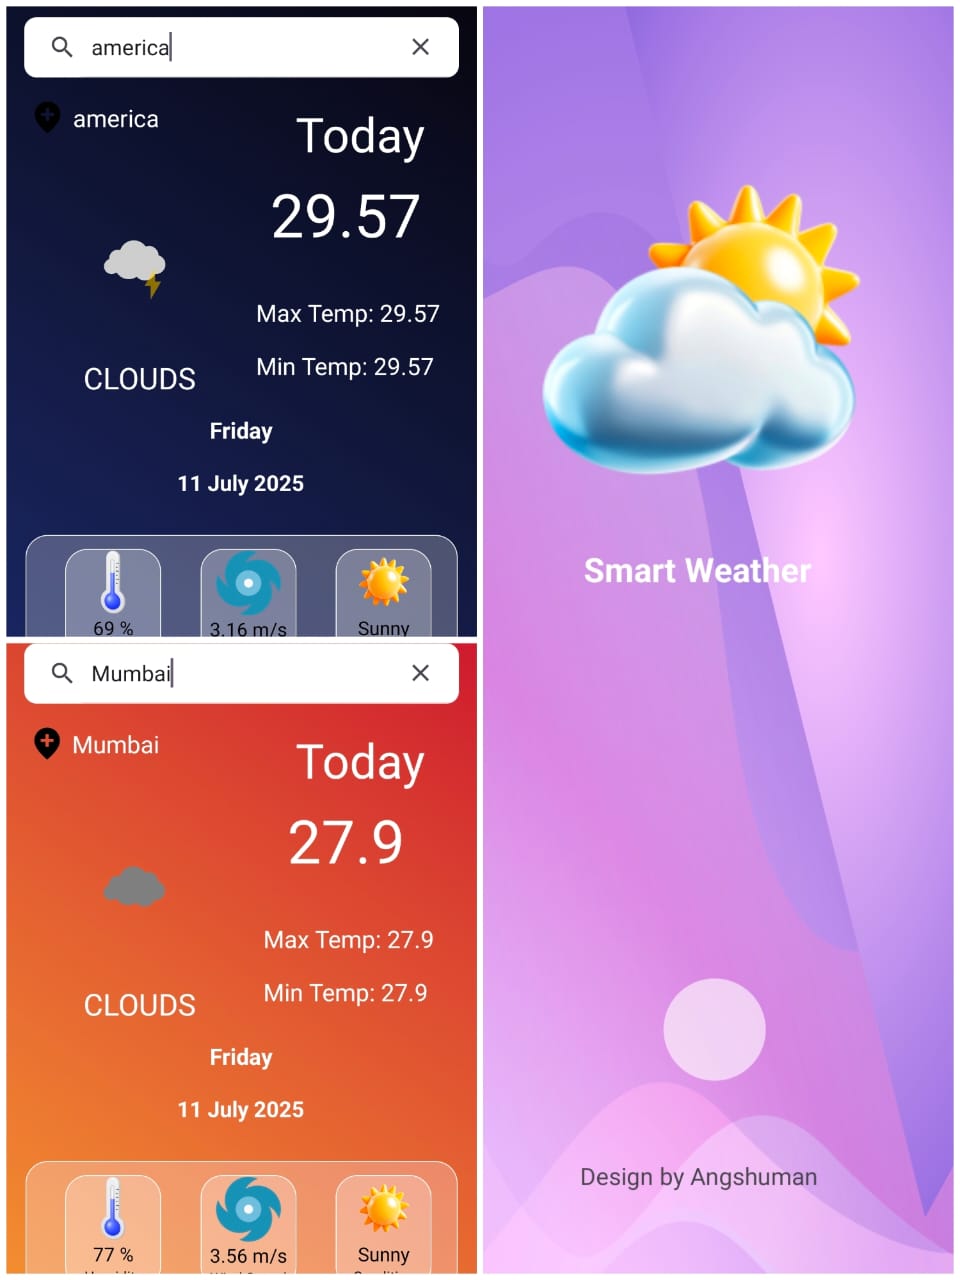 america
america
Today
29.57
Max Temp: 29.57
Min Temp: 29.57
CLOUDS
Friday
11 July 2025
69 %
3.16 m/s
Sunny
Mumbai
Mumbai
Today
27.9
Max Temp: 27.9
Min Temp: 27.9
CLOUDS
Friday
11 July 2025
77 %
3.56 m/s
Sunny
Smart Weather
Design by Angshuman